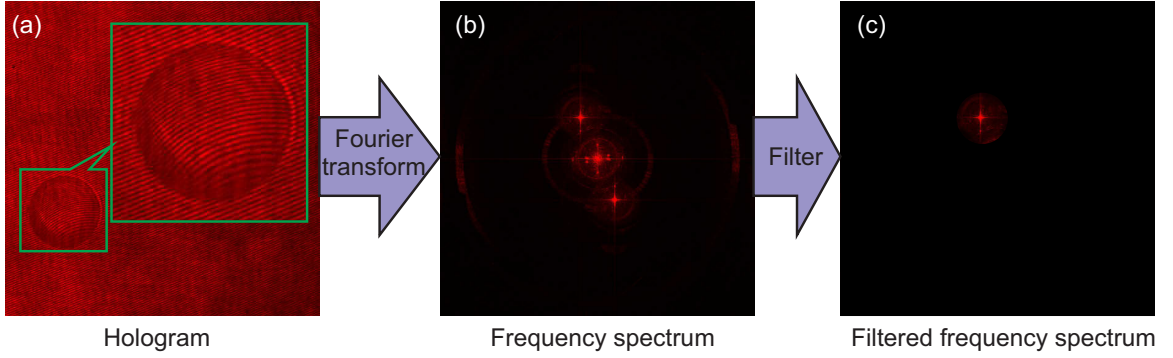 (a)
(b)
(c)
Fourier
transform
Filter
Hologram
Frequency spectrum
Filtered frequency spectrum